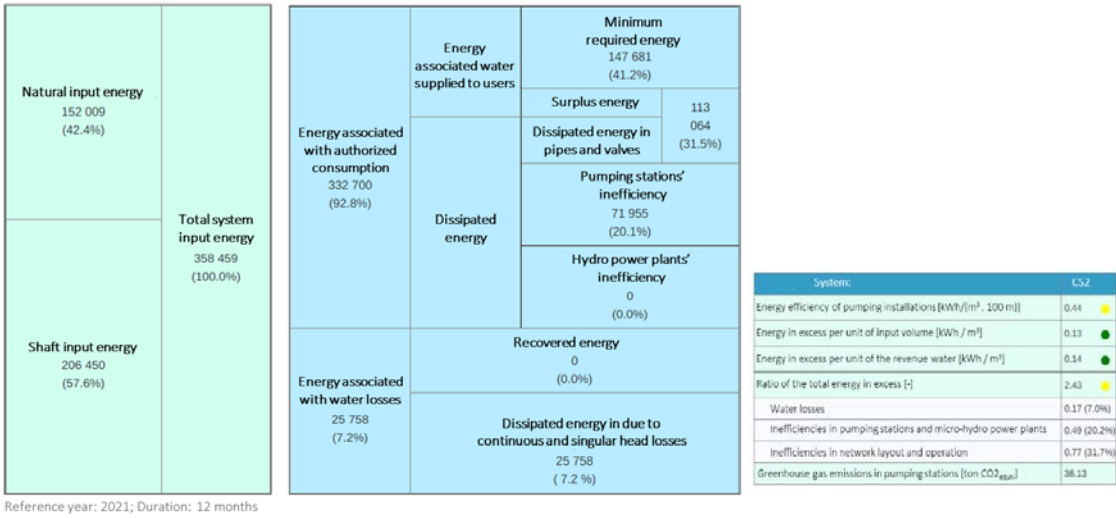 Natural input energy
152 009
(42.4%)
Shaft input energy
206 450
(57.6%)
Total system
input energy
358 459
(100.0%)
Energy associated
with authorized
consumption
332 700
(92.8%)
Energy associated
with water losses
25 758
(7.2%)
Energy
associated water
supplied to users
Dissipated
energy
Minimum
required energy
147 681
(41.2%)
Surplus energy
Dissipated energy in
pipes and valves
113
064
(31.5%)
Pumping stations'
inefficiency
71 955
(20.1%)
Hydro power plants'
inefficiency
0
(0.0%)
Recovered energy
0
(0.0%)
Dissipated energy in due to
continuous and singular head losses
25 758
( 7.2 %)
System: CS2
Energy efficiency of pumping installations [kWh/(m³ . 100 m)] 0.44
Energy in excess per unit of input volume [kWh / m³] 0.13
Energy in excess per unit of the revenue water [kWh / m³] 0.14
Ratio of the total energy in excess [-] 2.43
Water losses 0.17 (7.0%)
Inefficiencies in pumping stations and micro-hydro power plants 0.49 (20.2%)
Inefficiencies in network layout and operation 0.77 (31.7%)
Greenhouse gas emissions in pumping stations [ton CO2equiv] 36.13
Reference year: 2021; Duration: 12 months